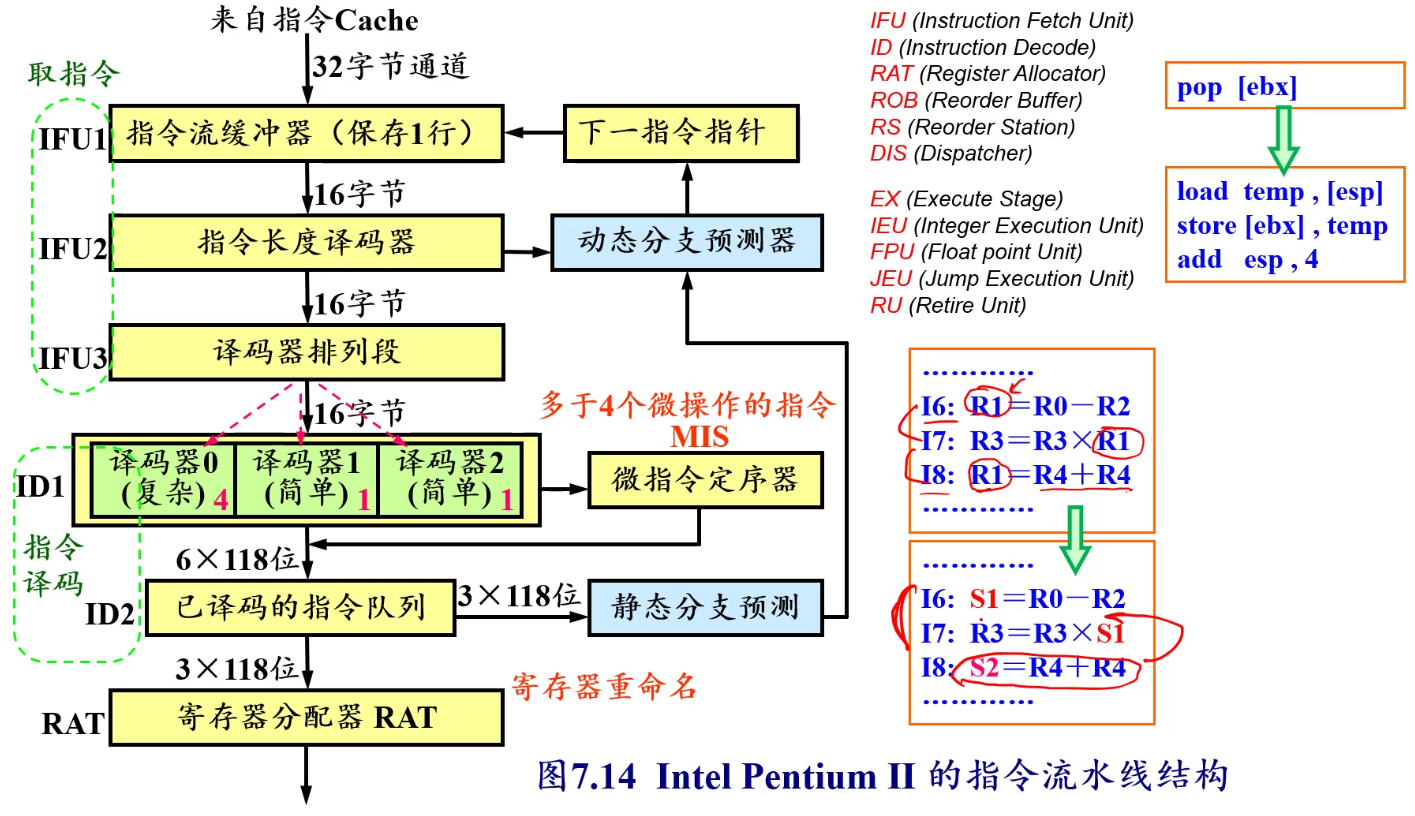 来自指令Cache
32字节通道
取指令
IFU1
指令流缓冲器（保存1行）
下一指令指针
16字节
IFU2
指令长度译码器
动态分支预测器
16字节
IFU3
译码器排列段
16字节
多于4个微操作的指令
MIS
ID1
译码器0
(复杂) 4
译码器1
(简单) 1
译码器2
(简单) 1
微指令定序器
指令
译码
6×118位
ID2
已译码的指令队列
3×118位
静态分支预测
3×118位
寄存器重命名
RAT
寄存器分配器 RAT
IFU (Instruction Fetch Unit)
ID (Instruction Decode)
RAT (Register Allocator)
ROB (Reorder Buffer)
RS (Reorder Station)
DIS (Dispatcher)
EX (Execute Stage)
IEU (Integer Execution Unit)
FPU (Float point Unit)
JEU (Jump Execution Unit)
RU (Retire Unit)
pop [ebx]
load temp , [esp]
store [ebx] , temp
add esp , 4
…………
I6: R1＝R0－R2
I7: R3＝R3×R1
I8: R1＝R4＋R4
…………
…………
I6: S1＝R0－R2
I7: R3＝R3×S1
I8: S2＝R4＋R4
…………
图7.14 Intel Pentium II 的指令流水线结构